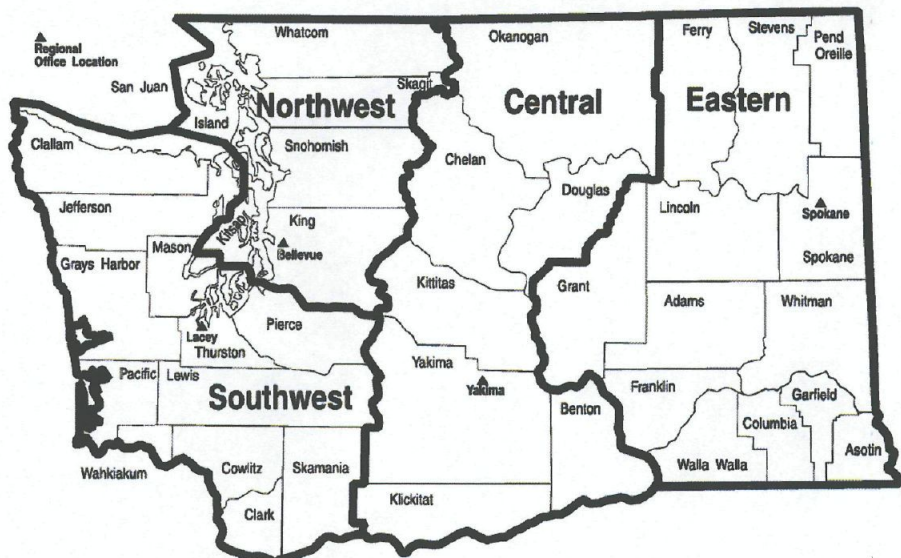 Regional
Office Location
Whatcom
Okanogan
Ferry
Stevens
Pend
Oreille
San Juan
Skagit
Northwest
Central
Eastern
Island
Clallam
Snohomish
Chelan
Douglas
Jefferson
Lincoln
Spokane
King
Kitsap
Mason
Bellevue
Spokane
Grays Harbor
Kittitas
Grant
Adams
Whitman
Pierce
Lacey
Thurston
Yakima
Pacific
Lewis
Yakima
Franklin
Garfield
Southwest
Benton
Columbia
Asotin
Wahkiakum
Cowlitz
Skamania
Walla Walla
Klickitat
Clark